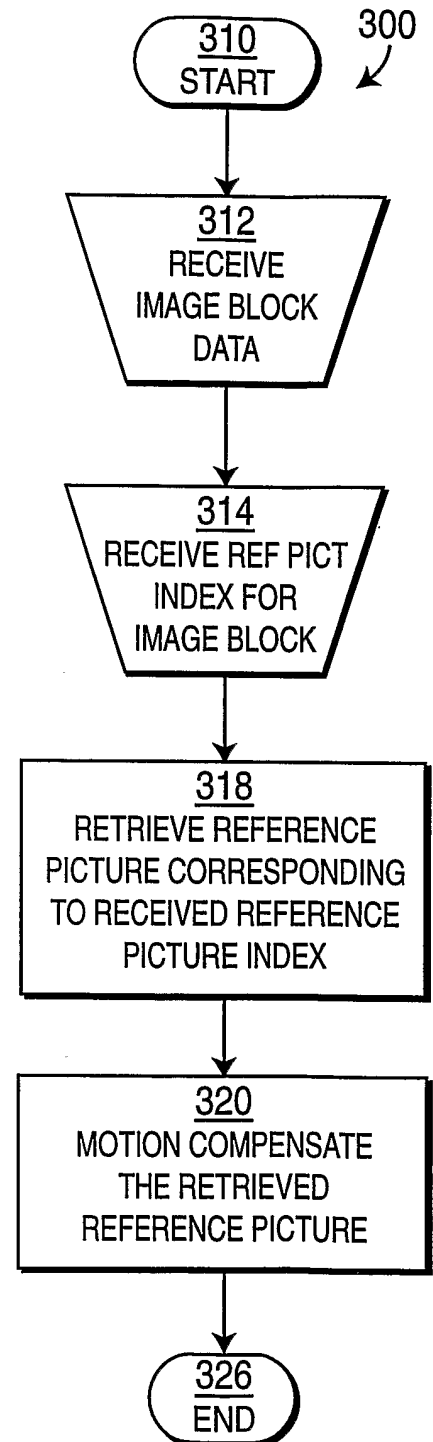 300
310
START
312
RECEIVE
IMAGE BLOCK
DATA
314
RECEIVE REF PICT
INDEX FOR
IMAGE BLOCK
318
RETRIEVE REFERENCE
PICTURE CORRESPONDING
TO RECEIVED REFERENCE
PICTURE INDEX
320
MOTION COMPENSATE
THE RETRIEVED
REFERENCE PICTURE
326
END